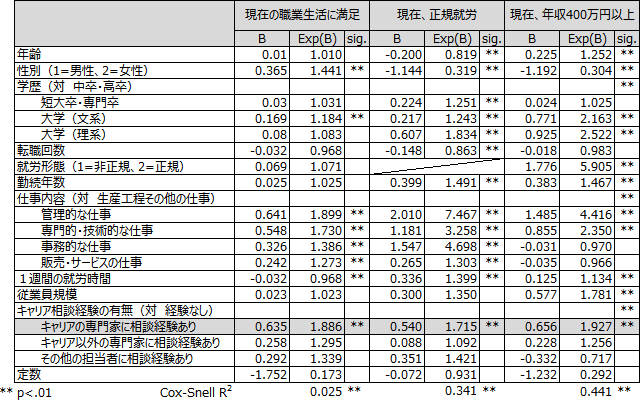 現在の職業生活に満足 現在、正規就労 現在、年収400万円以上
B Exp(B) sig. B Exp(B) sig. B Exp(B) sig.
年齢 0.01 1.010 -0.200 0.819 ** 0.225 1.252 **
性別（1=男性、2=女性） 0.365 1.441 ** -1.144 0.319 ** -1.192 0.304 **
学歴（対　中卒・高卒） **
短大卒・専門卒 0.03 1.031 0.224 1.251 ** 0.024 1.025
大学（文系） 0.169 1.184 ** 0.217 1.243 ** 0.771 2.163 **
大学（理系） 0.08 1.083 0.607 1.834 ** 0.925 2.522 **
転職回数 -0.032 0.968 -0.148 0.863 ** -0.018 0.983
就労形態（1=非正規、2=正規） 0.069 1.071 1.776 5.905 **
勤続年数 0.025 1.025 0.399 1.491 ** 0.383 1.467 **
仕事内容（対　生産工程その他の仕事） **
管理的な仕事 0.641 1.899 ** 2.010 7.467 ** 1.485 4.416 **
専門的・技術的な仕事 0.548 1.730 ** 1.181 3.258 ** 0.855 2.350 **
事務的な仕事 0.326 1.386 ** 1.547 4.698 ** -0.031 0.970
販売・サービスの仕事 0.242 1.273 ** 0.265 1.303 ** -0.035 0.966
１週間の就労時間 -0.032 0.968 ** 0.336 1.399 ** 0.125 1.134 **
従業員規模 0.023 1.023 0.300 1.350 0.577 1.781 **
キャリア相談経験の有無（対　経験なし） **
キャリアの専門家に相談経験あり 0.635 1.886 ** 0.540 1.715 ** 0.656 1.927 **
キャリア以外の専門家に相談経験あり 0.258 1.295 0.088 1.092 0.228 1.256
その他の担当者に相談経験あり 0.292 1.339 0.351 1.421 -0.332 0.717
定数 -1.752 0.173 -0.072 0.931 -1.232 0.292
** p<.01 Cox-Snell R² 0.025 ** 0.341 ** 0.441 **